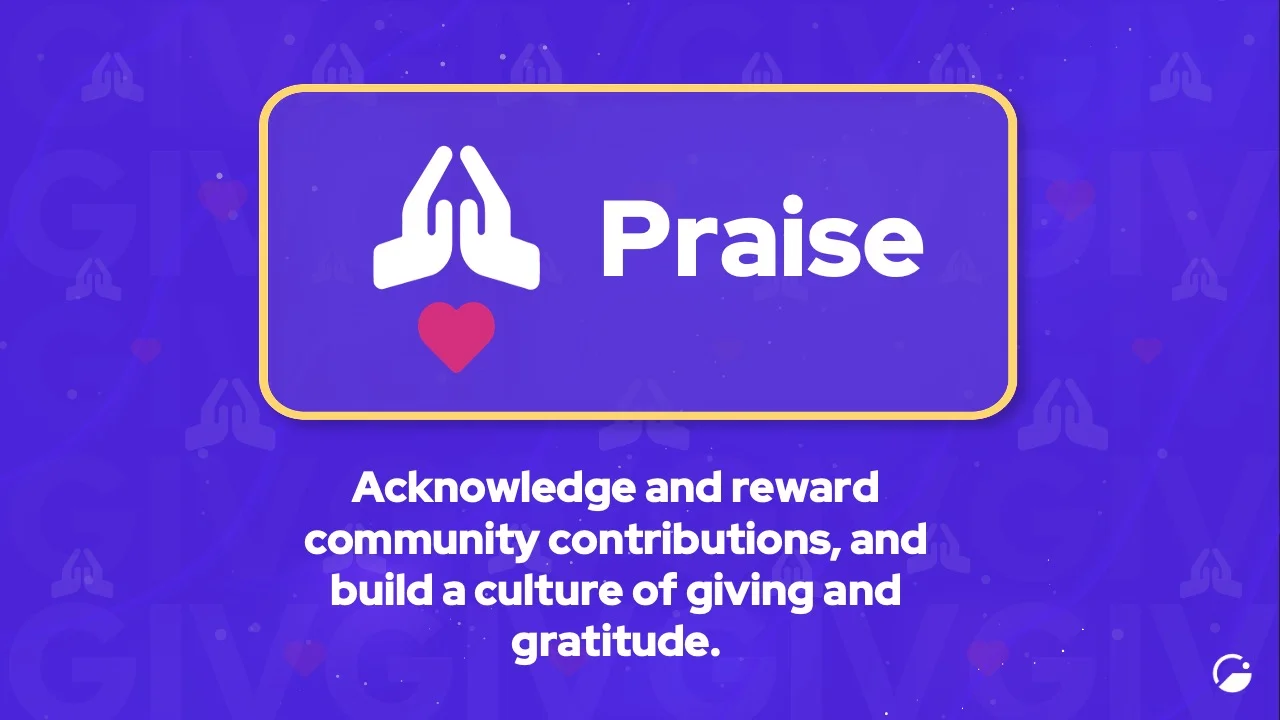 Praise
Acknowledge and reward
community contributions, and
build a culture of giving and
gratitude.